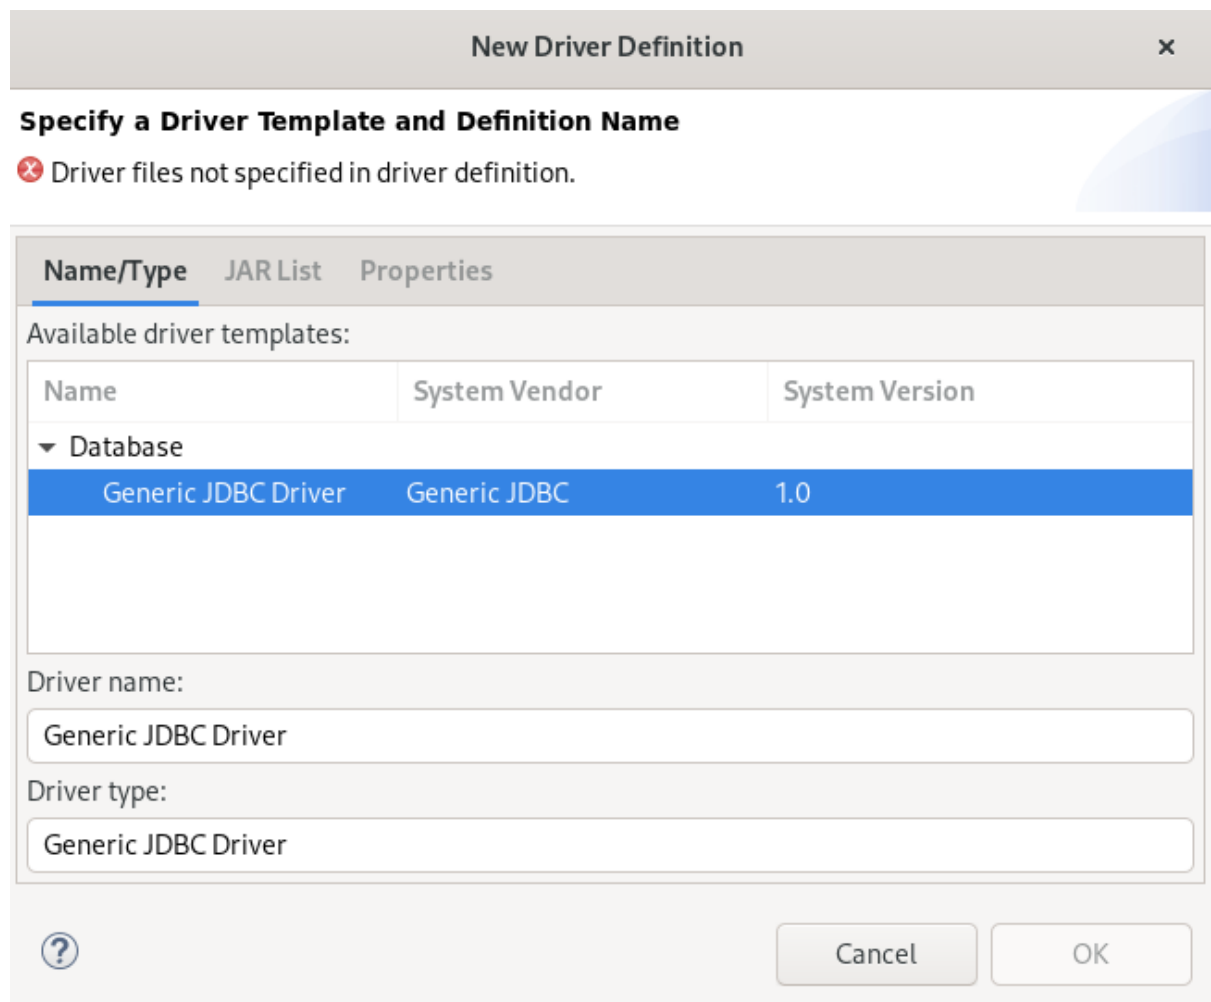 New Driver Definition ×
Specify a Driver Template and Definition Name
Driver files not specified in driver definition.
Name/Type JAR List Properties
Available driver templates:
Name System Vendor System Version
Database
Generic JDBC Driver Generic JDBC 1.0
Driver name:
Generic JDBC Driver
Driver type:
Generic JDBC Driver
? Cancel OK